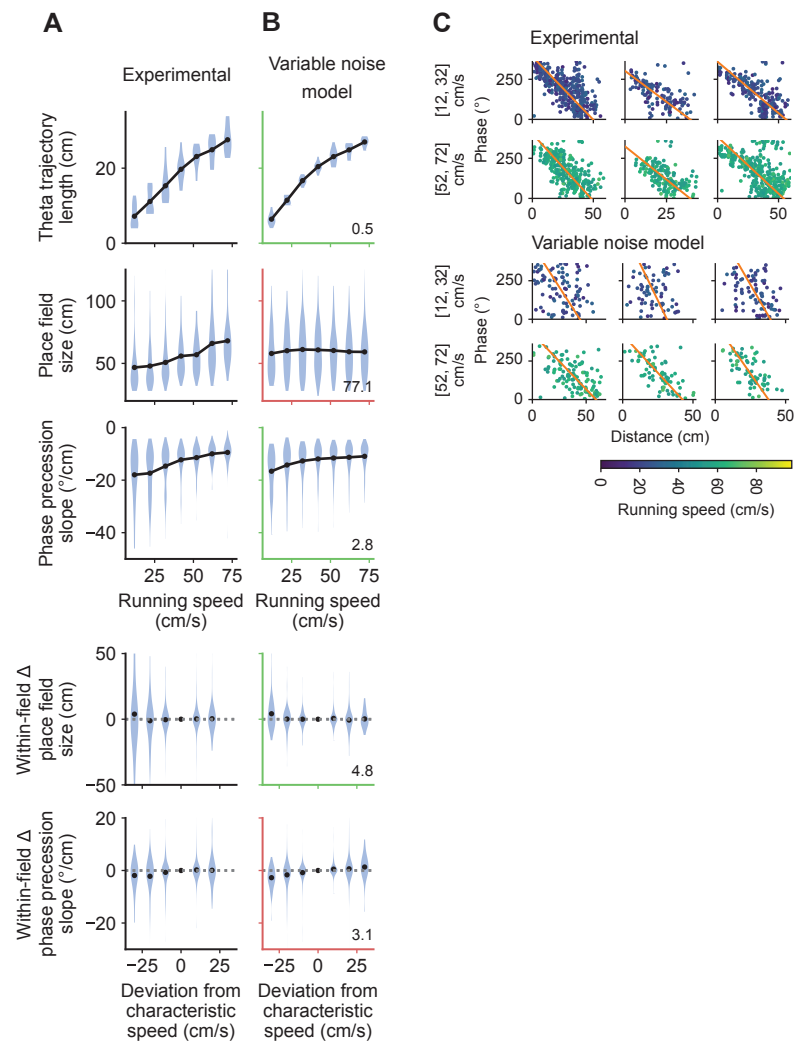 A
B
C
Experimental
Variable noise
model
Experimental
Theta trajectory
length (cm)
20
0
0.5
Place field
size (cm)
100
50
77.1
Phase precession
slope (°/cm)
0
−20
−40
2.8
25
50
75
25
50
75
Running speed
(cm/s)
Running speed
(cm/s)
Within-field Δ
place field
size (cm)
50
0
−50
4.8
Within-field Δ
phase precession
slope (°/cm)
20
0
−20
3.1
−25
0
25
−25
0
25
Deviation from
characteristic
speed (cm/s)
Deviation from
characteristic
speed (cm/s)
[12, 32]
cm/s
[52, 72]
cm/s
Phase (°)
250
0
250
0
0
50
25
50
0
50
Variable noise model
[12, 32]
cm/s
[52, 72]
cm/s
Phase (°)
250
0
250
0
0
50
0
50
0
50
Distance (cm)
0
20
40
60
80
Running speed (cm/s)